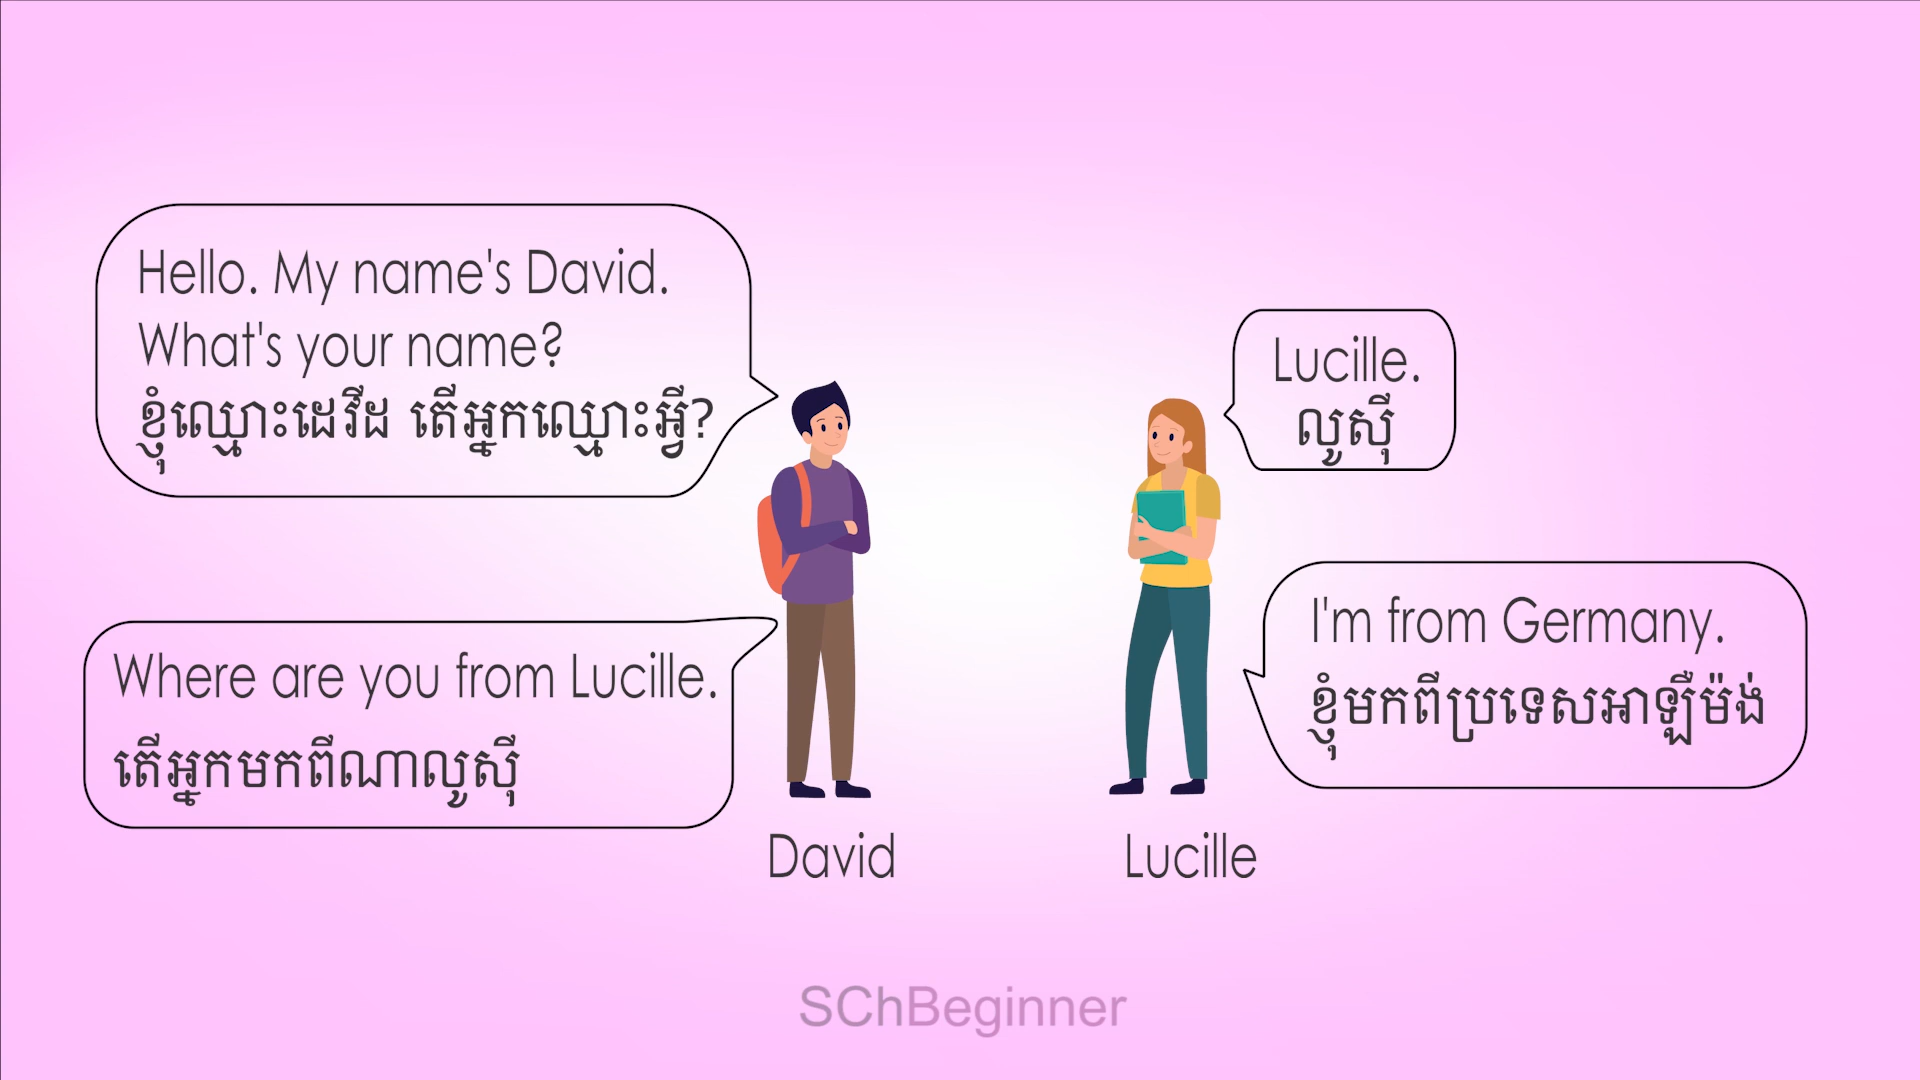 Hello. My name's David.
What's your name?
ខ្ញុំឈ្មោះដេវីដ តើអ្នកឈ្មោះអ្វី?
Lucille.
លូស៊ី
Where are you from Lucille.
តើអ្នកមកពីណាលូស៊ី
I'm from Germany.
ខ្ញុំមកពីប្រទេសអាឡឺម៉ង់
David
Lucille
SChBeginner